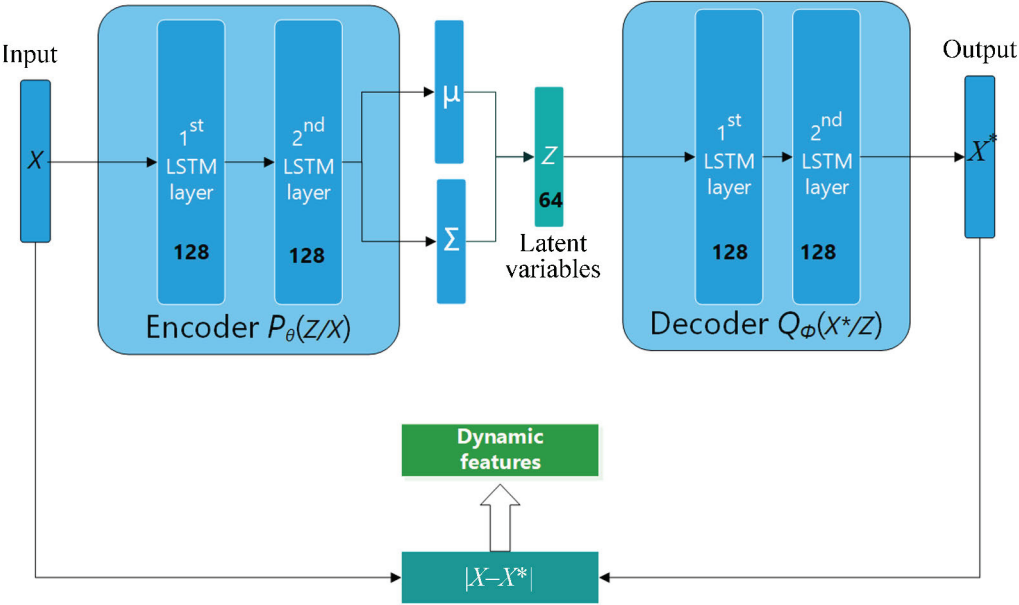 Input
X
1st
LSTM
layer
128
2nd
LSTM
layer
128
Encoder Pθ(Z/X)
μ
Σ
Z
64
Latent
variables
1st
LSTM
layer
128
2nd
LSTM
layer
128
Decoder QΦ(X*/Z)
Output
X*
Dynamic
features
|X–X*|